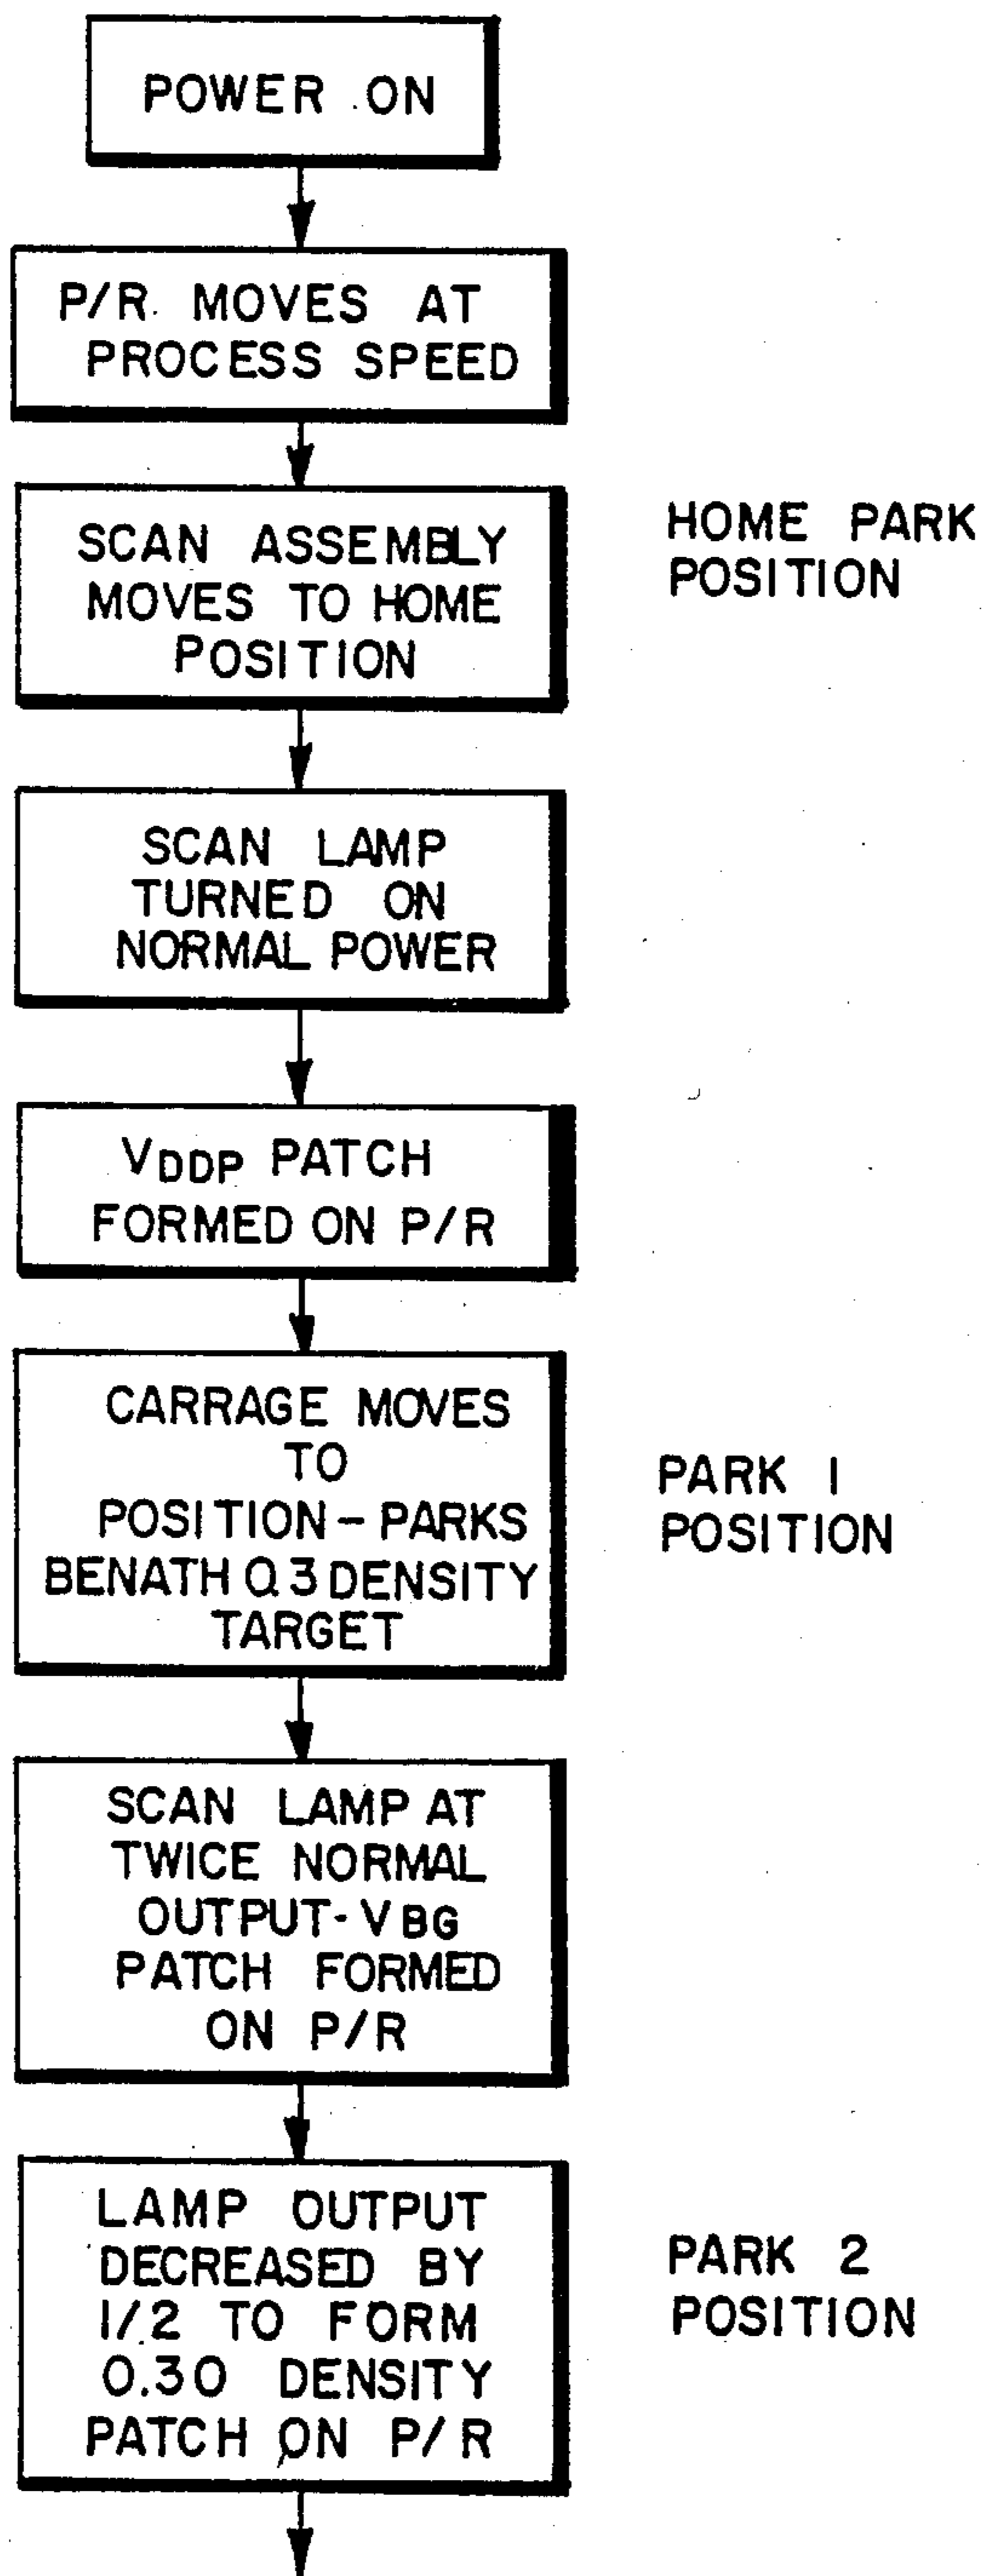 POWER ON
P/R MOVES AT
PROCESS SPEED
SCAN ASSEMBLY
MOVES TO HOME
POSITION
HOME PARK
POSITION
SCAN LAMP
TURNED ON
NORMAL POWER
VDDP PATCH
FORMED ON P/R
CARRAGE MOVES
TO
POSITION - PARKS
BENATH 0.3 DENSITY
TARGET
PARK 1
POSITION
SCAN LAMP AT
TWICE NORMAL
OUTPUT - VBG
PATCH FORMED
ON P/R
LAMP OUTPUT
DECREASED BY
1/2 TO FORM
0.30 DENSITY
PATCH ON P/R
PARK 2
POSITION